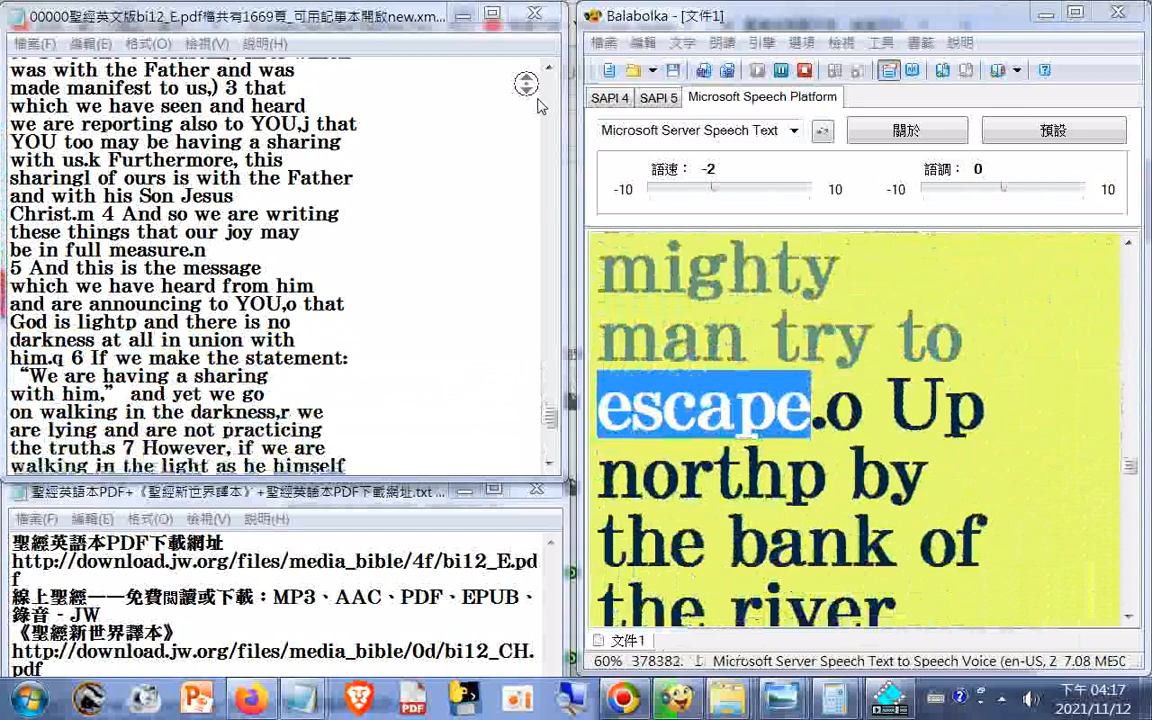 00000聖經英文版bi12_E.pdf檔共有1669頁_可用記事本開啟new.xm...
檔案(F) 編輯(E) 格式(O) 檢視(V) 說明(H)
was with the Father and was
made manifest to us,) 3 that
which we have seen and heard
we are reporting also to YOU,j that
YOU too may be having a sharing
with us.k Furthermore, this
sharingl of ours is with the Father
and with his Son Jesus
Christ.m 4 And so we are writing
these things that our joy may
be in full measure.n
5 And this is the message
which we have heard from him
and are announcing to YOU,o that
God is lightp and there is no
darkness at all in union with
him.q 6 If we make the statement:
“We are having a sharing
with him,” and yet we go
on walking in the darkness,r we
are lying and are not practicing
the truth.s 7 However, if we are
walking in the light as he himself
聖經英語本PDF+《聖經新世界譯本》+聖經英語本PDF下載網址.txt ...
檔案(F) 編輯(E) 格式(O) 檢視(V) 說明(H)
聖經英語本PDF下載網址
http://download.jw.org/files/media_bible/4f/bi12_E.pd
f
線上聖經——免費閱讀或下載：MP3、AAC、PDF、EPUB、
錄音 - JW
《聖經新世界譯本》
http://download.jw.org/files/media_bible/0d/bi12_CH.
pdf
Balabolka - [文件1]
檔案 編輯 文字 朗讀 引擎 選項 檢視 工具 書籤 說明
SAPI 4 SAPI 5 Microsoft Speech Platform
Microsoft Server Speech Text 關於 預設
語速： -2 語調： 0
-10 10 -10 10
mighty
man try to
escape.o Up
northp by
the bank of
the river
文件1
60% 378382. Microsoft Server Speech Text to Speech Voice (en-US, Z 7.08 ME50
下午 04:17
2021/11/12